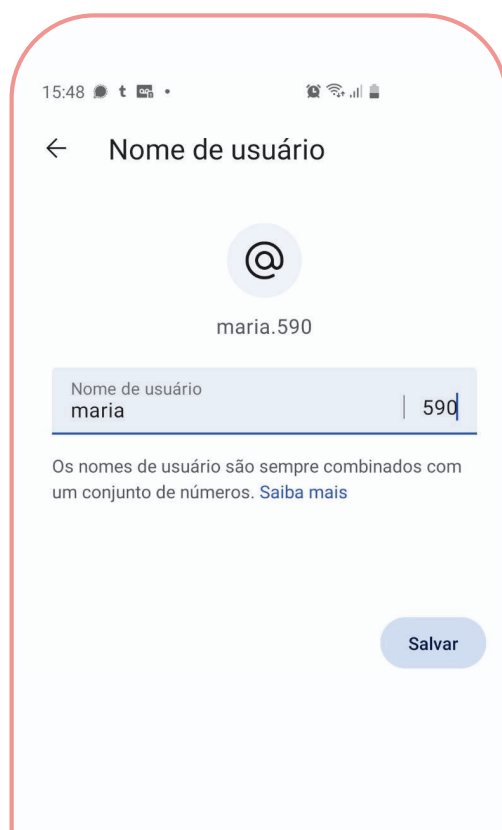 15:48
Nome de usuário
@
maria.590
Nome de usuário
maria | 590
Os nomes de usuário são sempre combinados com
um conjunto de números. Saiba mais
Salvar